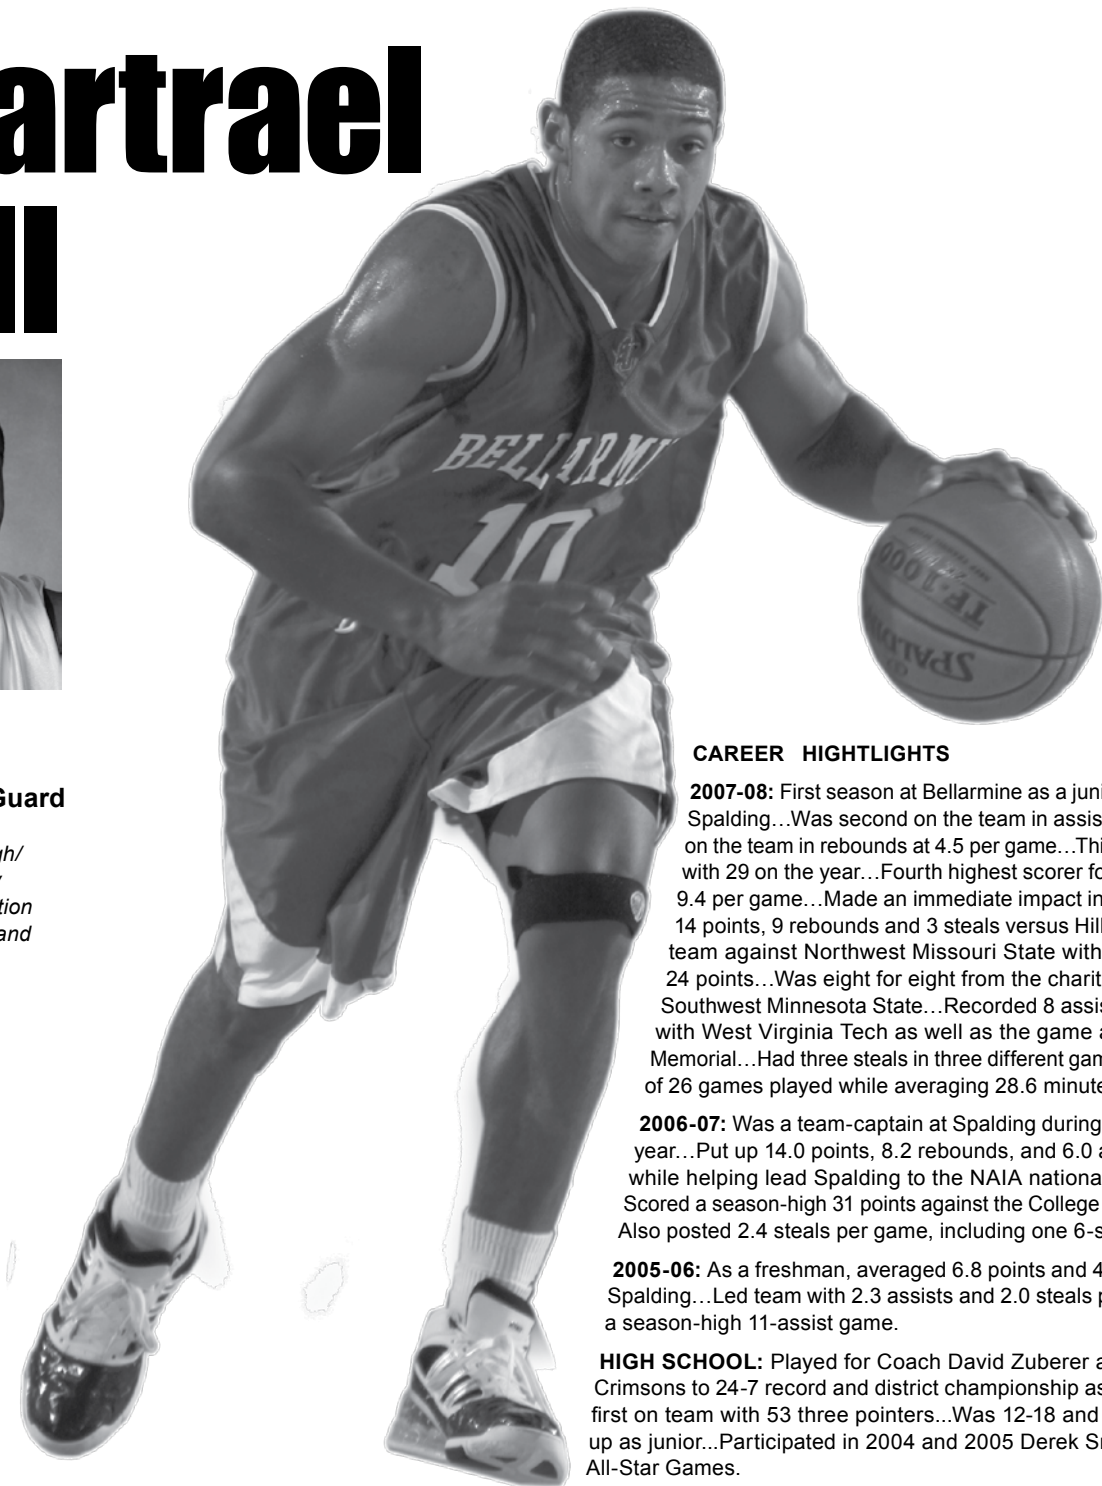 artrael
ll
BELLARMI
10
TF-1000
SPALDIN
Guard
gh/
tion
and
CAREER HIGHTLIGHTS
2007-08: First season at Bellarmine as a juni
Spalding…Was second on the team in assis
on the team in rebounds at 4.5 per game…Thi
with 29 on the year…Fourth highest scorer fo
9.4 per game…Made an immediate impact in
14 points, 9 rebounds and 3 steals versus Hill
team against Northwest Missouri State with
24 points…Was eight for eight from the charit
Southwest Minnesota State…Recorded 8 assis
with West Virginia Tech as well as the game a
Memorial…Had three steals in three different gam
of 26 games played while averaging 28.6 minute
2006-07: Was a team-captain at Spalding during
year…Put up 14.0 points, 8.2 rebounds, and 6.0 a
while helping lead Spalding to the NAIA nationa
Scored a season-high 31 points against the College
Also posted 2.4 steals per game, including one 6-s
2005-06: As a freshman, averaged 6.8 points and 4
Spalding…Led team with 2.3 assists and 2.0 steals p
a season-high 11-assist game.
HIGH SCHOOL: Played for Coach David Zuberer a
Crimsons to 24-7 record and district championship as
first on team with 53 three pointers...Was 12-18 and
up as junior...Participated in 2004 and 2005 Derek Sm
All-Star Games.